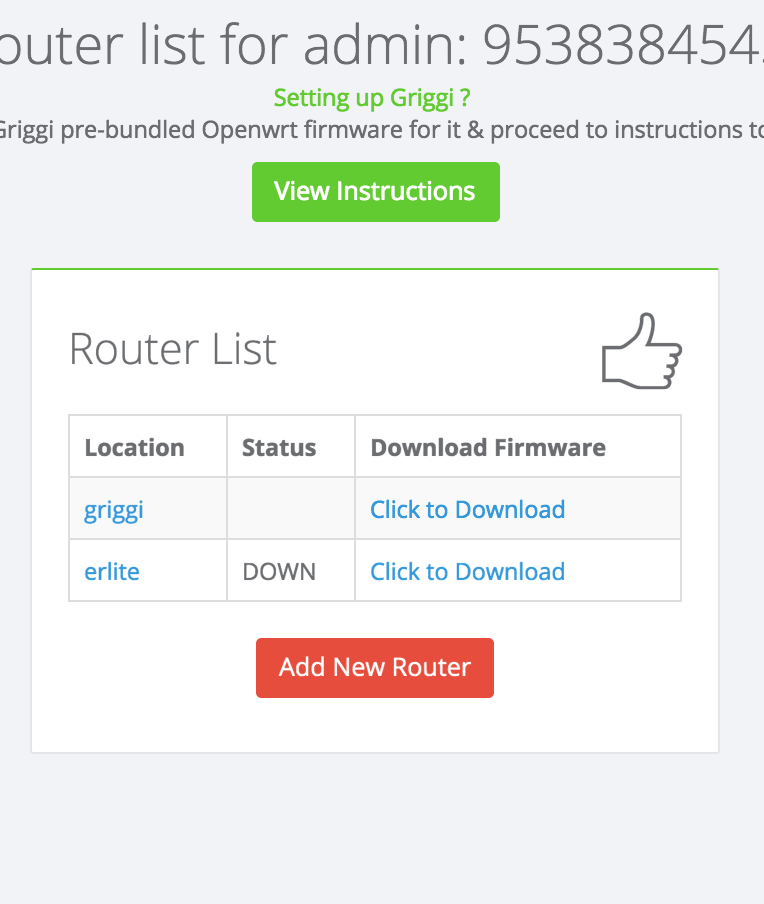 outer list for admin: 953838454
Setting up Griggi ?
Griggi pre-bundled Openwrt firmware for it & proceed to instructions to
View Instructions
Router List
Location Status Download Firmware
griggi Click to Download
erlite DOWN Click to Download
Add New Router